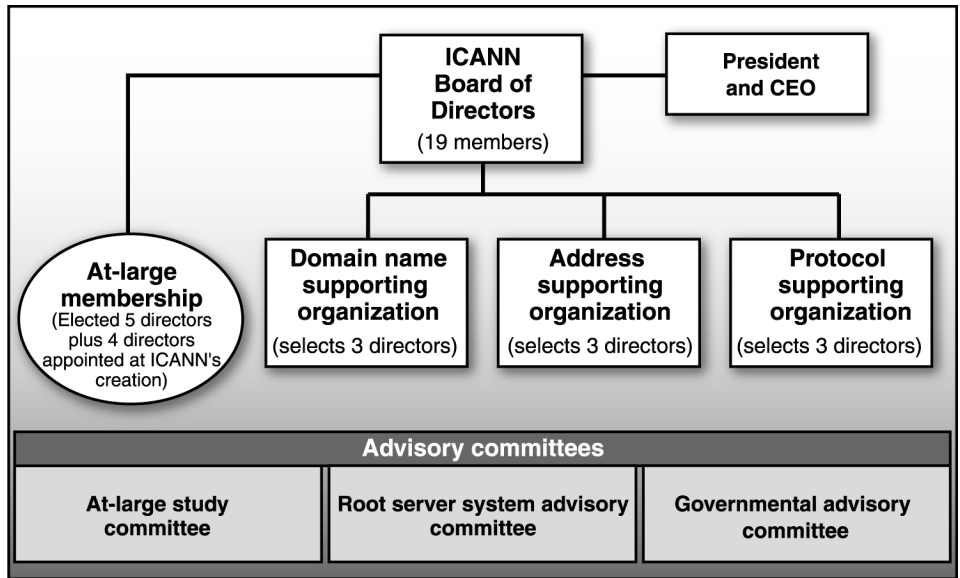 ICANN
Board of
Directors
(19 members)
President
and CEO
At-large
membership
(Elected 5 directors
plus 4 directors
appointed at ICANN's
creation)
Domain name
supporting
organization
(selects 3 directors)
Address
supporting
organization
(selects 3 directors)
Protocol
supporting
organization
(selects 3 directors)
Advisory committees
At-large study
committee
Root server system advisory
committee
Governmental advisory
committee